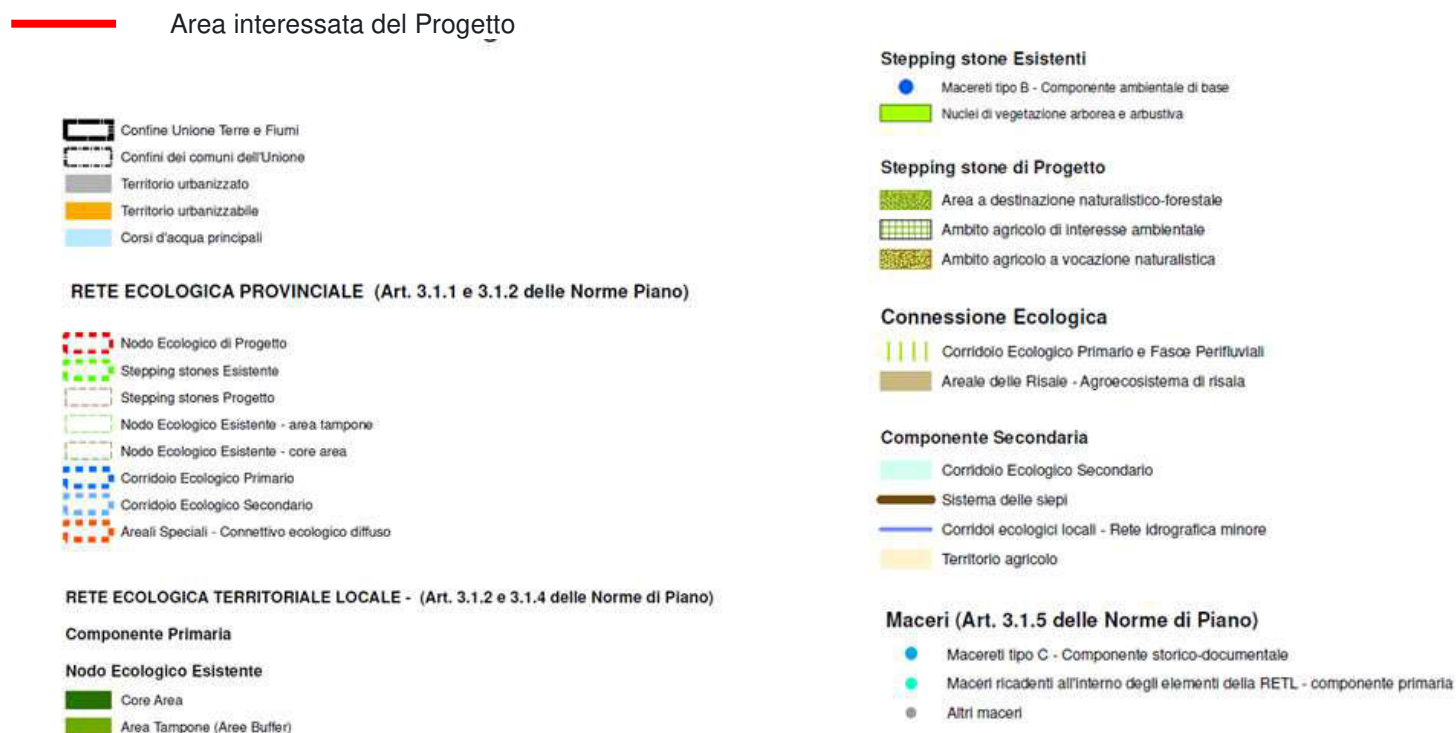 Area interessata del Progetto
Confine Unione Terre e Fiumi
Confini dei comuni dell'Unione
Territorio urbanizzato
Territorio urbanizzabile
Corsi d'acqua principali
RETE ECOLOGICA PROVINCIALE (Art. 3.1.1 e 3.1.2 delle Norme Piano)
Nodo Ecologico di Progetto
Stepping stones Esistente
Stepping stones Progetto
Nodo Ecologico Esistente - area tampone
Nodo Ecologico Esistente - core area
Corridoio Ecologico Primario
Corridoio Ecologico Secondario
Areali Speciali - Connettivo ecologico diffuso
RETE ECOLOGICA TERRITORIALE LOCALE - (Art. 3.1.2 e 3.1.4 delle Norme di Piano)
Componente Primaria
Nodo Ecologico Esistente
Core Area
Area Tampone (Aree Buffer)
Stepping stone Esistenti
Macereti tipo B - Componente ambientale di base
Nuclei di vegetazione arborea e arbustiva
Stepping stone di Progetto
Area a destinazione naturalistico-forestale
Ambito agricolo di interesse ambientale
Ambito agricolo a vocazione naturalistica
Connessione Ecologica
Corridoio Ecologico Primario e Fasce Perifluviali
Areale delle Risaie - Agroecosistema di risaia
Componente Secondaria
Corridoio Ecologico Secondario
Sistema delle siepi
Corridoi ecologici locali - Rete idrografica minore
Territorio agricolo
Maceri (Art. 3.1.5 delle Norme di Piano)
Macereti tipo C - Componente storico-documentale
Maceri ricadenti all'interno degli elementi della RETL - componente primaria
Altri maceri